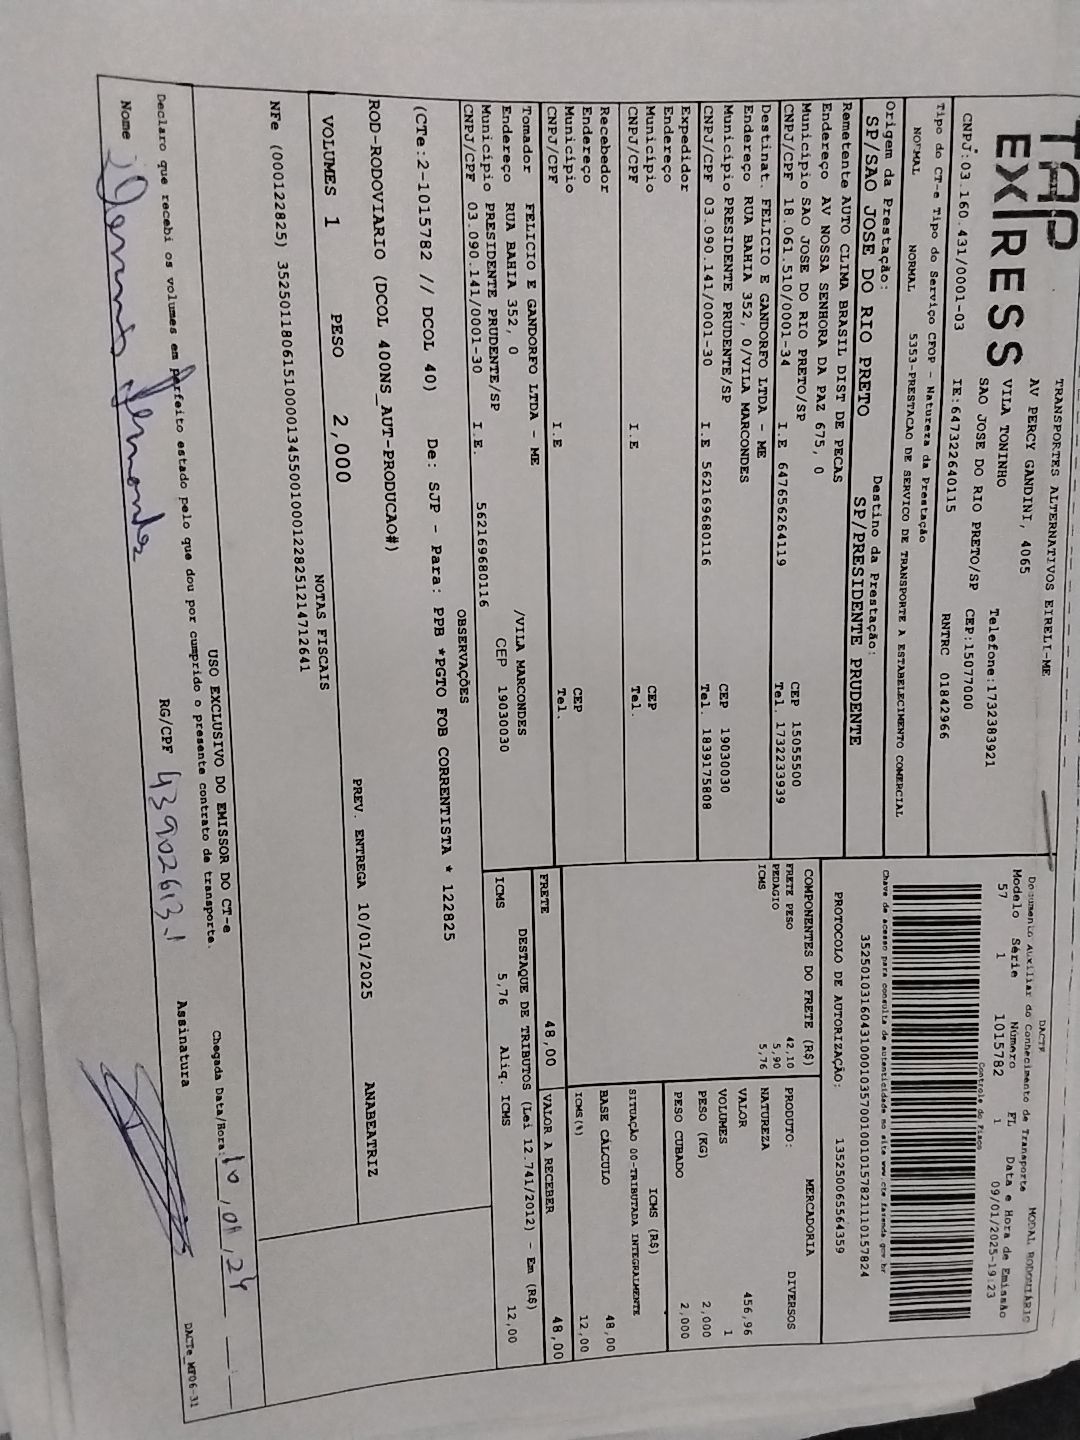 TAP
EXPRESS
TRANSPORTES ALTERNATIVOS EIRELI-ME
AV PERCY GANDINI, 4065
VILA TONINHO
SAO JOSE DO RIO PRETO/SP CEP:15077000
Telefone:1732383921
CNPJ:03.160.431/0001-03 IE:647322640115 RNTRC 01842966
Tipo do CT-e Tipo do Serviço CFOP - Natureza da Prestação
NORMAL NORMAL 5353-PRESTACAO DE SERVICO DE TRANSPORTE A ESTABELECIMENTO COMERCIAL
Origem da Prestação: Destino da Prestação:
SP/SAO JOSE DO RIO PRETO SP/PRESIDENTE PRUDENTE
DACTE
Documento Auxiliar do Conhecimento de Transporte MODAL RODOVIÁRIO
Modelo Série Número FL Data e Hora de Emissão
57 1 1015782 1 09/01/2025-19:23
Controle do Fisco
Chave de acesso para consulta de autenticidade no site www.cte.fazenda.gov.br
PROTOCOLO DE AUTORIZAÇÃO: 135250065564359
Remetente AUTO CLIMA BRASIL DIST DE PECAS
Endereço AV NOSSA SENHORA DA PAZ 675, 0
Município SAO JOSE DO RIO PRETO/SP CEP 15055500
CNPJ/CPF 18.061.510/0001-34 I.E 647656264119 Tel. 1732233939
Destinat. FELICIO E GANDORFO LTDA - ME
Endereço RUA BAHIA 352, 0/VILA MARCONDES
Município PRESIDENTE PRUDENTE/SP CEP 19030030
CNPJ/CPF 03.090.141/0001-30 I.E 562169680116 Tel. 1839175808
Expedidor
Endereço
Município CEP
CNPJ/CPF I.E Tel.
Recebedor
Endereço
Município CEP
CNPJ/CPF I.E Tel.
Tomador FELICIO E GANDORFO LTDA - ME
Endereço RUA BAHIA 352, 0 /VILA MARCONDES
Município PRESIDENTE PRUDENTE/SP CEP 19030030
CNPJ/CPF 03.090.141/0001-30 I.E. 562169680116
COMPONENTES DO FRETE (R$)
FRETE PESO 42,10
PEDAGIO 5,90
ICMS 5,76
PRODUTO: MERCADORIA DIVERSOS
NATUREZA
VALOR 456,96
VOLUMES 1
PESO (KG) 2,000
PESO CUBADO 2,000
ICMS (R$)
SITUAÇÃO 00-TRIBUTADA INTEGRALMENTE
BASE CÁLCULO 48,00
ICMS(%) 12,00
FRETE 48,00 VALOR A RECEBER 48,00
DESTAQUE DE TRIBUTOS (Lei 12.741/2012) - Em (R$)
ICMS 5,76 Aliq. ICMS 12,00
OBSERVAÇÕES
(CTe:2-1015782 // DCOL 40) De: SJP - Para: PPB *PGTO FOB CORRENTISTA * 122825
ROD-RODOVIARIO (DCOL 400NS_AUT-PRODUCAO#)
VOLUMES 1 PESO 2,000 PREV. ENTREGA 10/01/2025 ANABEATRIZ
NOTAS FISCAIS
NFe (000122825) 35250118061510000134550010001228251214712641
USO EXCLUSIVO DO EMISSOR DO CT-e
Declaro que recebi os volumes em perfeito estado pelo que dou por cumprido o presente contrato de transporte.
Chegada Data/Hora: 10/01/24
Nome RG/CPF 43902613-1 Assinatura
DACTe_MF06-31